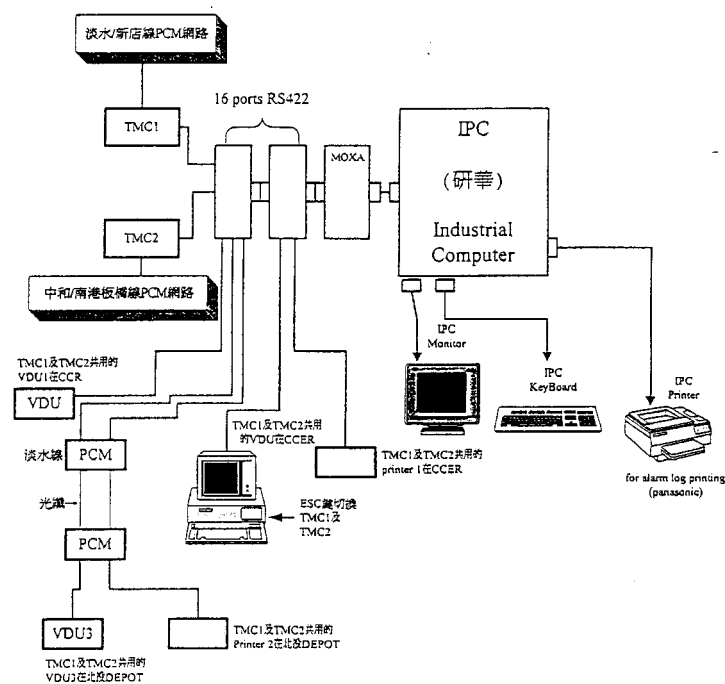 淡水/新店線PCM網路
16 ports RS422
TMC1
MOXA
IPC
(研華)
Industrial
Computer
TMC2
中和/南港板橋線PCM網路
TMC1及TMC2共用的
VDU1在CCR
VDU
IPC
Monitor
IPC
KeyBoard
IPC
Printer
for alarm log printing
(panasonic)
TMC1及TMC2共用
的VDU在CCER
TMC1及TMC2共用的
printer 1在CCER
淡水線
PCM
光纖
ESC鍵切換
TMC1及
TMC2
PCM
VDU3
TMC1及TMC2共用的
VDU3在北投DEPOT
TMC1及TMC2共用的
Printer 2在北投DEPOT